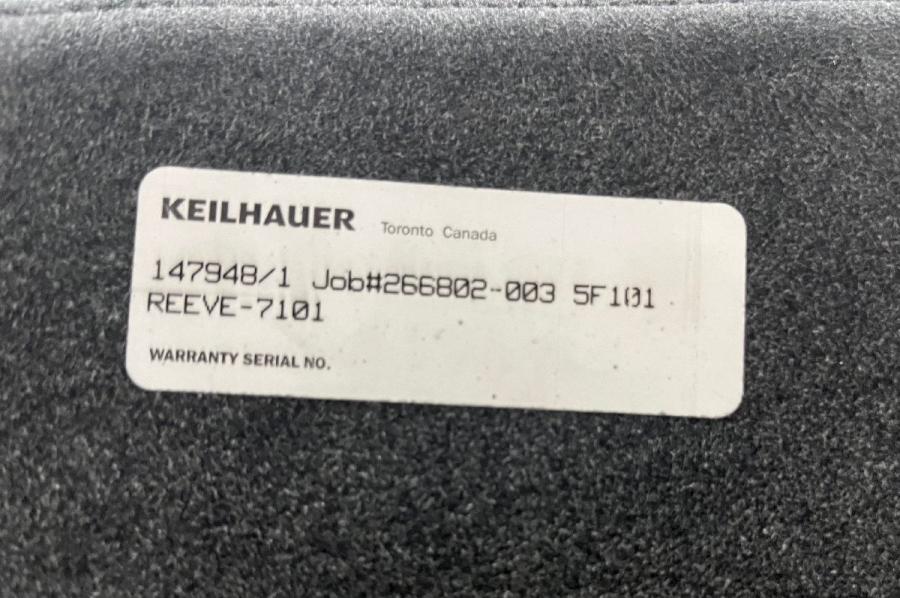 KEILHAUER Toronto Canada
147948/1 Job#266802-003 5F101
REEVE-7101
WARRANTY SERIAL NO.